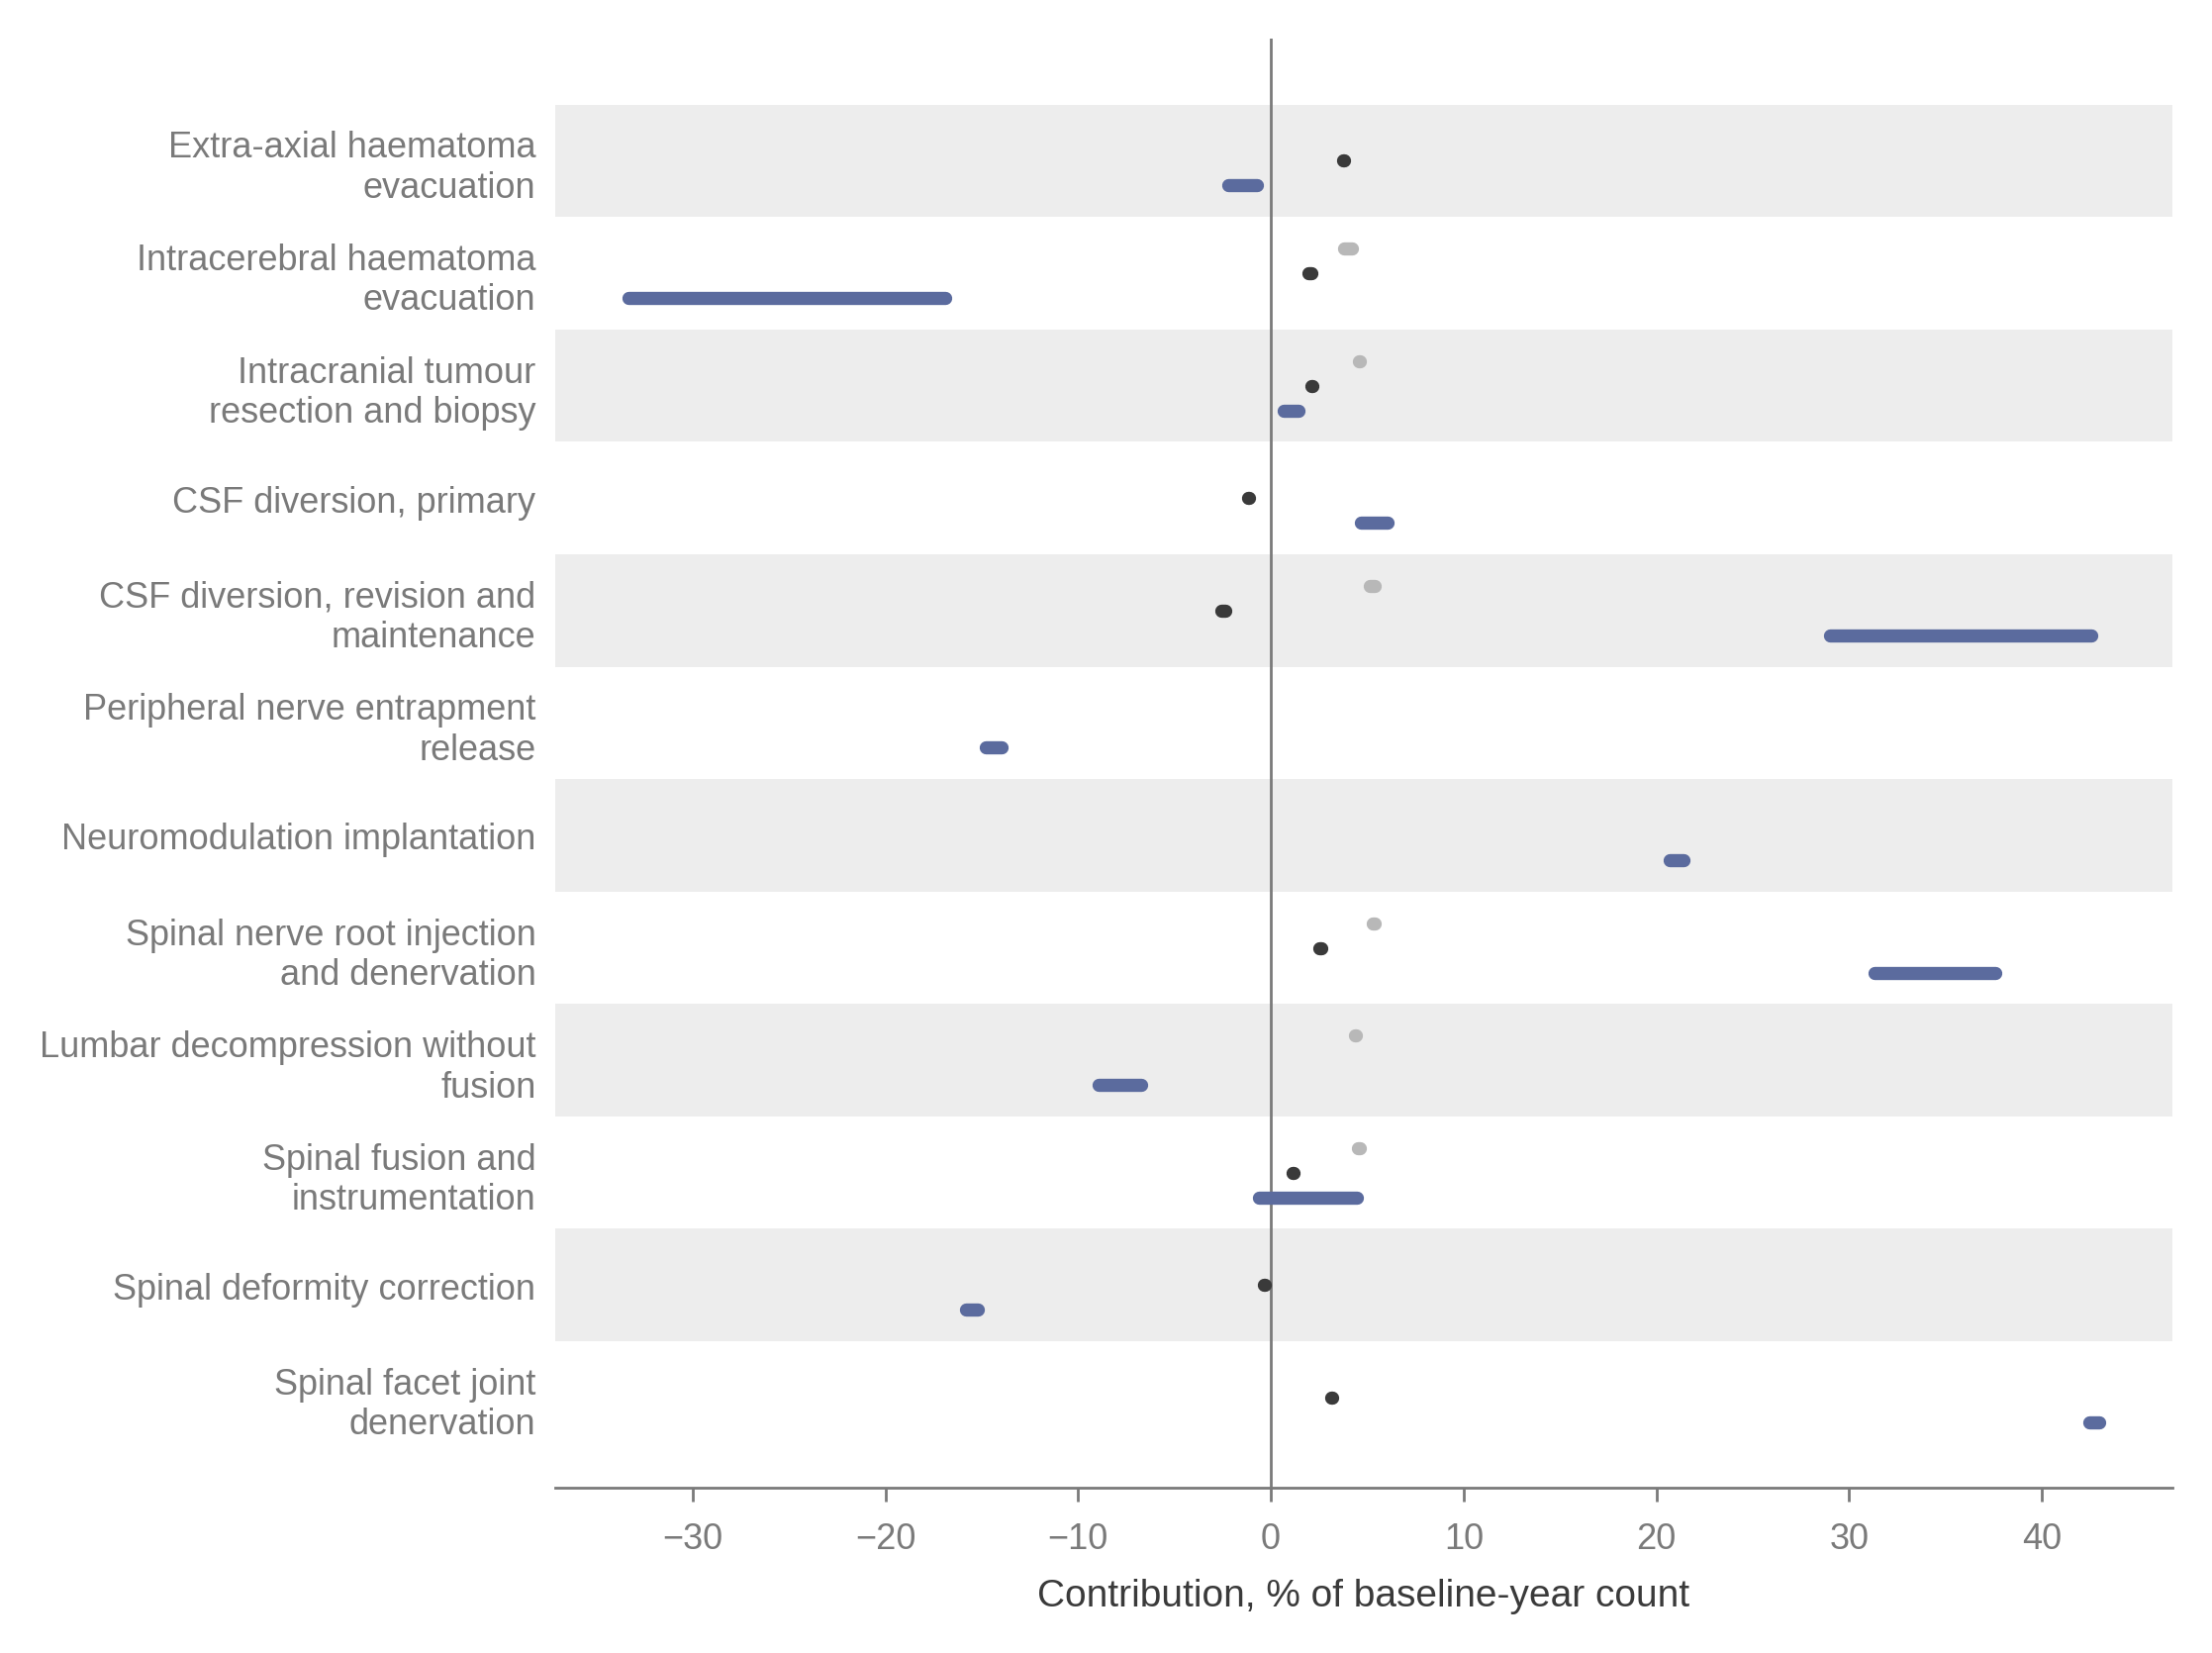 Extra-axial haematoma
evacuation
Intracerebral haematoma
evacuation
Intracranial tumour
resection and biopsy
CSF diversion, primary
CSF diversion, revision and
maintenance
Peripheral nerve entrapment
release
Neuromodulation implantation
Spinal nerve root injection
and denervation
Lumbar decompression without
fusion
Spinal fusion and
instrumentation
Spinal deformity correction
Spinal facet joint
denervation
−30 −20 −10 0 10 20 30 40
Contribution, % of baseline-year count